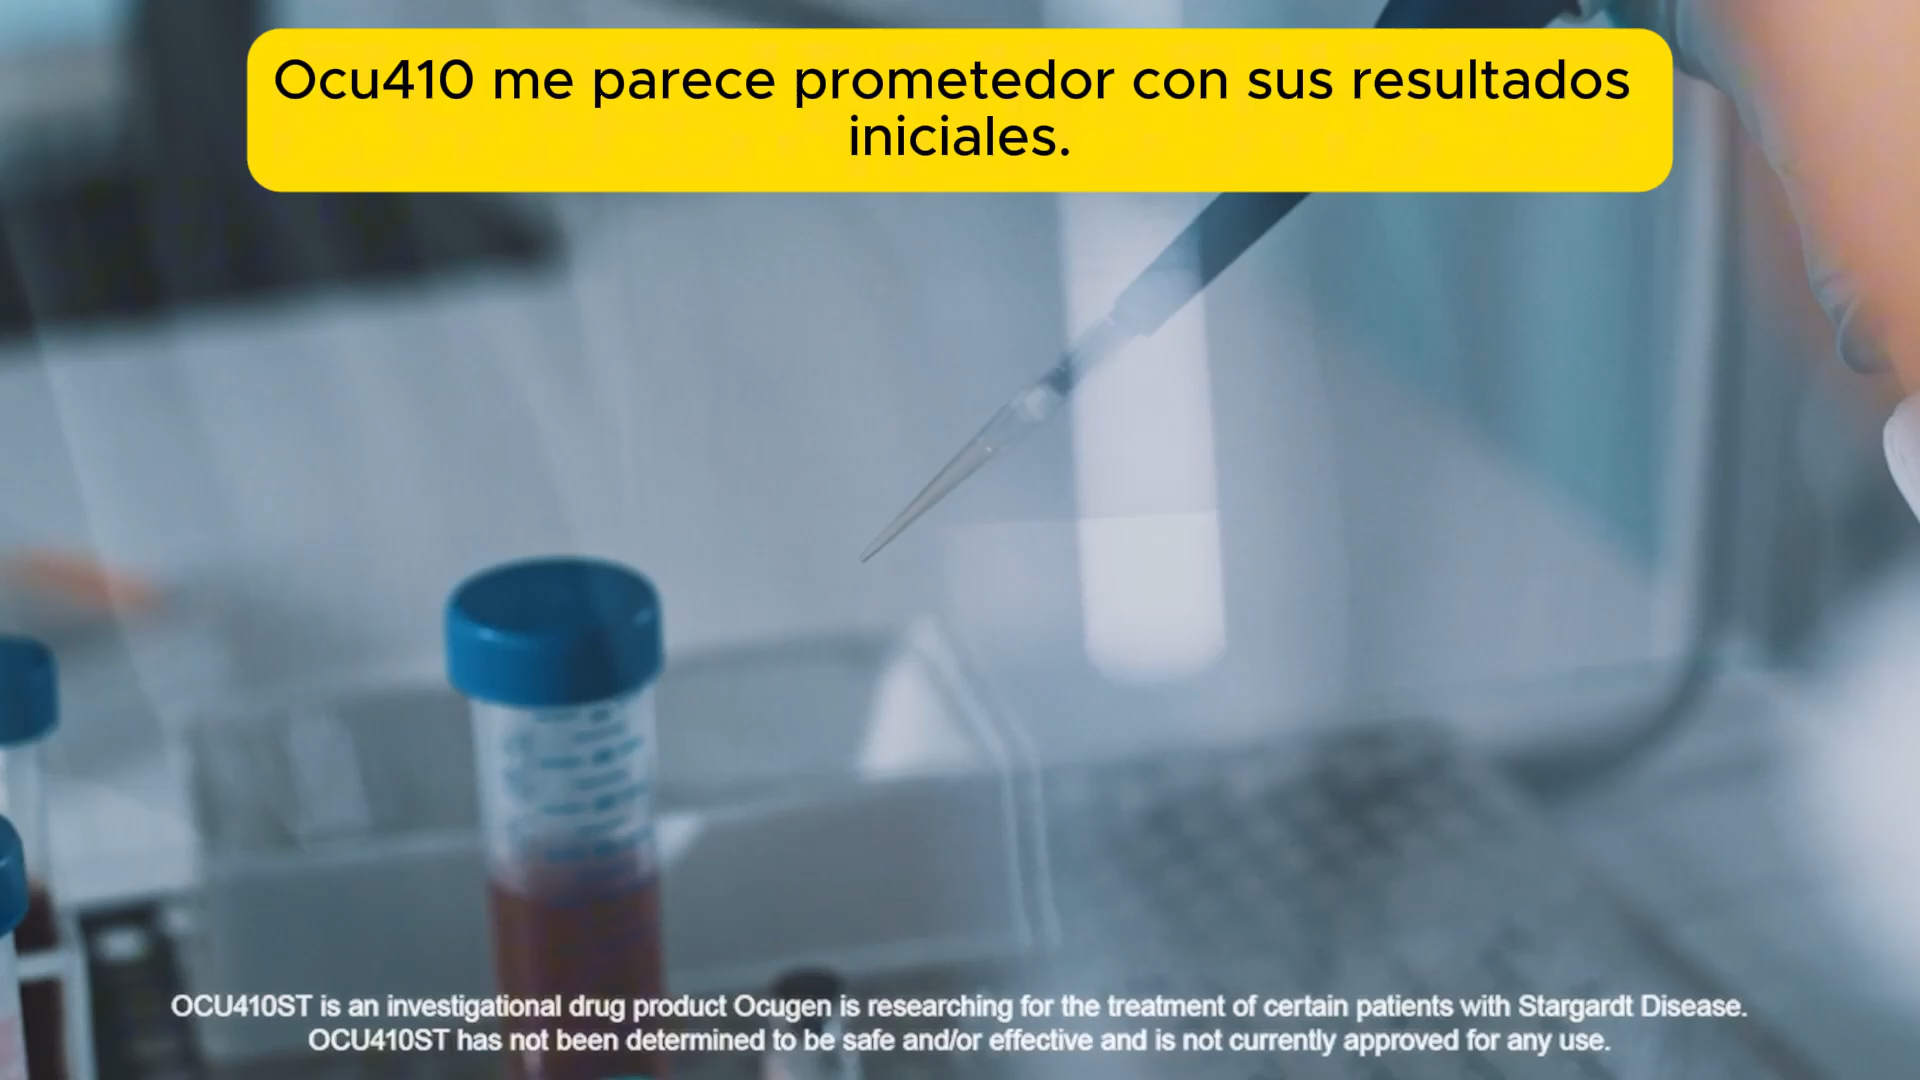 Ocu410 me parece prometedor con sus resultados
iniciales.
OCU410ST is an investigational drug product Ocugen is researching for the treatment of certain patients with Stargardt Disease.
OCU410ST has not been determined to be safe and/or effective and is not currently approved for any use.